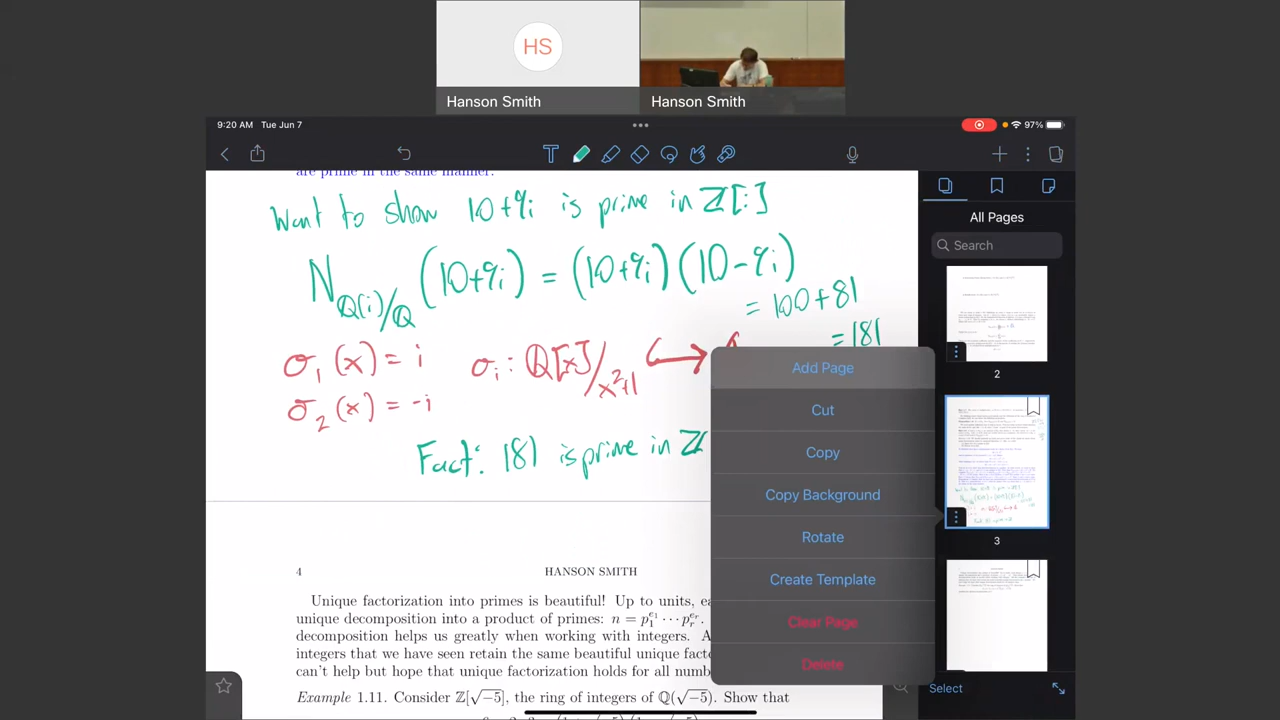 HS
Hanson Smith
Hanson Smith
9:20 AM Tue Jun 7
97%
are prime in the same manner.
Want to show 10+9i is prime in ℤ[i]
N_{ℚ(i)/ℚ} (10+9i) = (10+9i)(10-9i)
= 100+81
= 181
σ₁(x) = i σᵢ: ℚ[x]/x²+1 ↪
σ₂(x) = -i
Fact: 181 is prime in ℤ
4 HANSON SMITH
Unique factorization into primes is beautiful! Up to units, ea
unique decomposition into a product of primes: n = p₁^{e₁} ⋯ pᵣ^{eᵣ}.
decomposition helps us greatly when working with integers. A
integers that we have seen retain the same beautiful unique facto
can't help but hope that unique factorization holds for all numb
Example 1.11. Consider ℤ[√−5], the ring of integers of ℚ(√−5). Show that
Add Page
Cut
Copy
Copy Background
Rotate
Create Template
Clear Page
Delete
All Pages
Search
2
3
Select